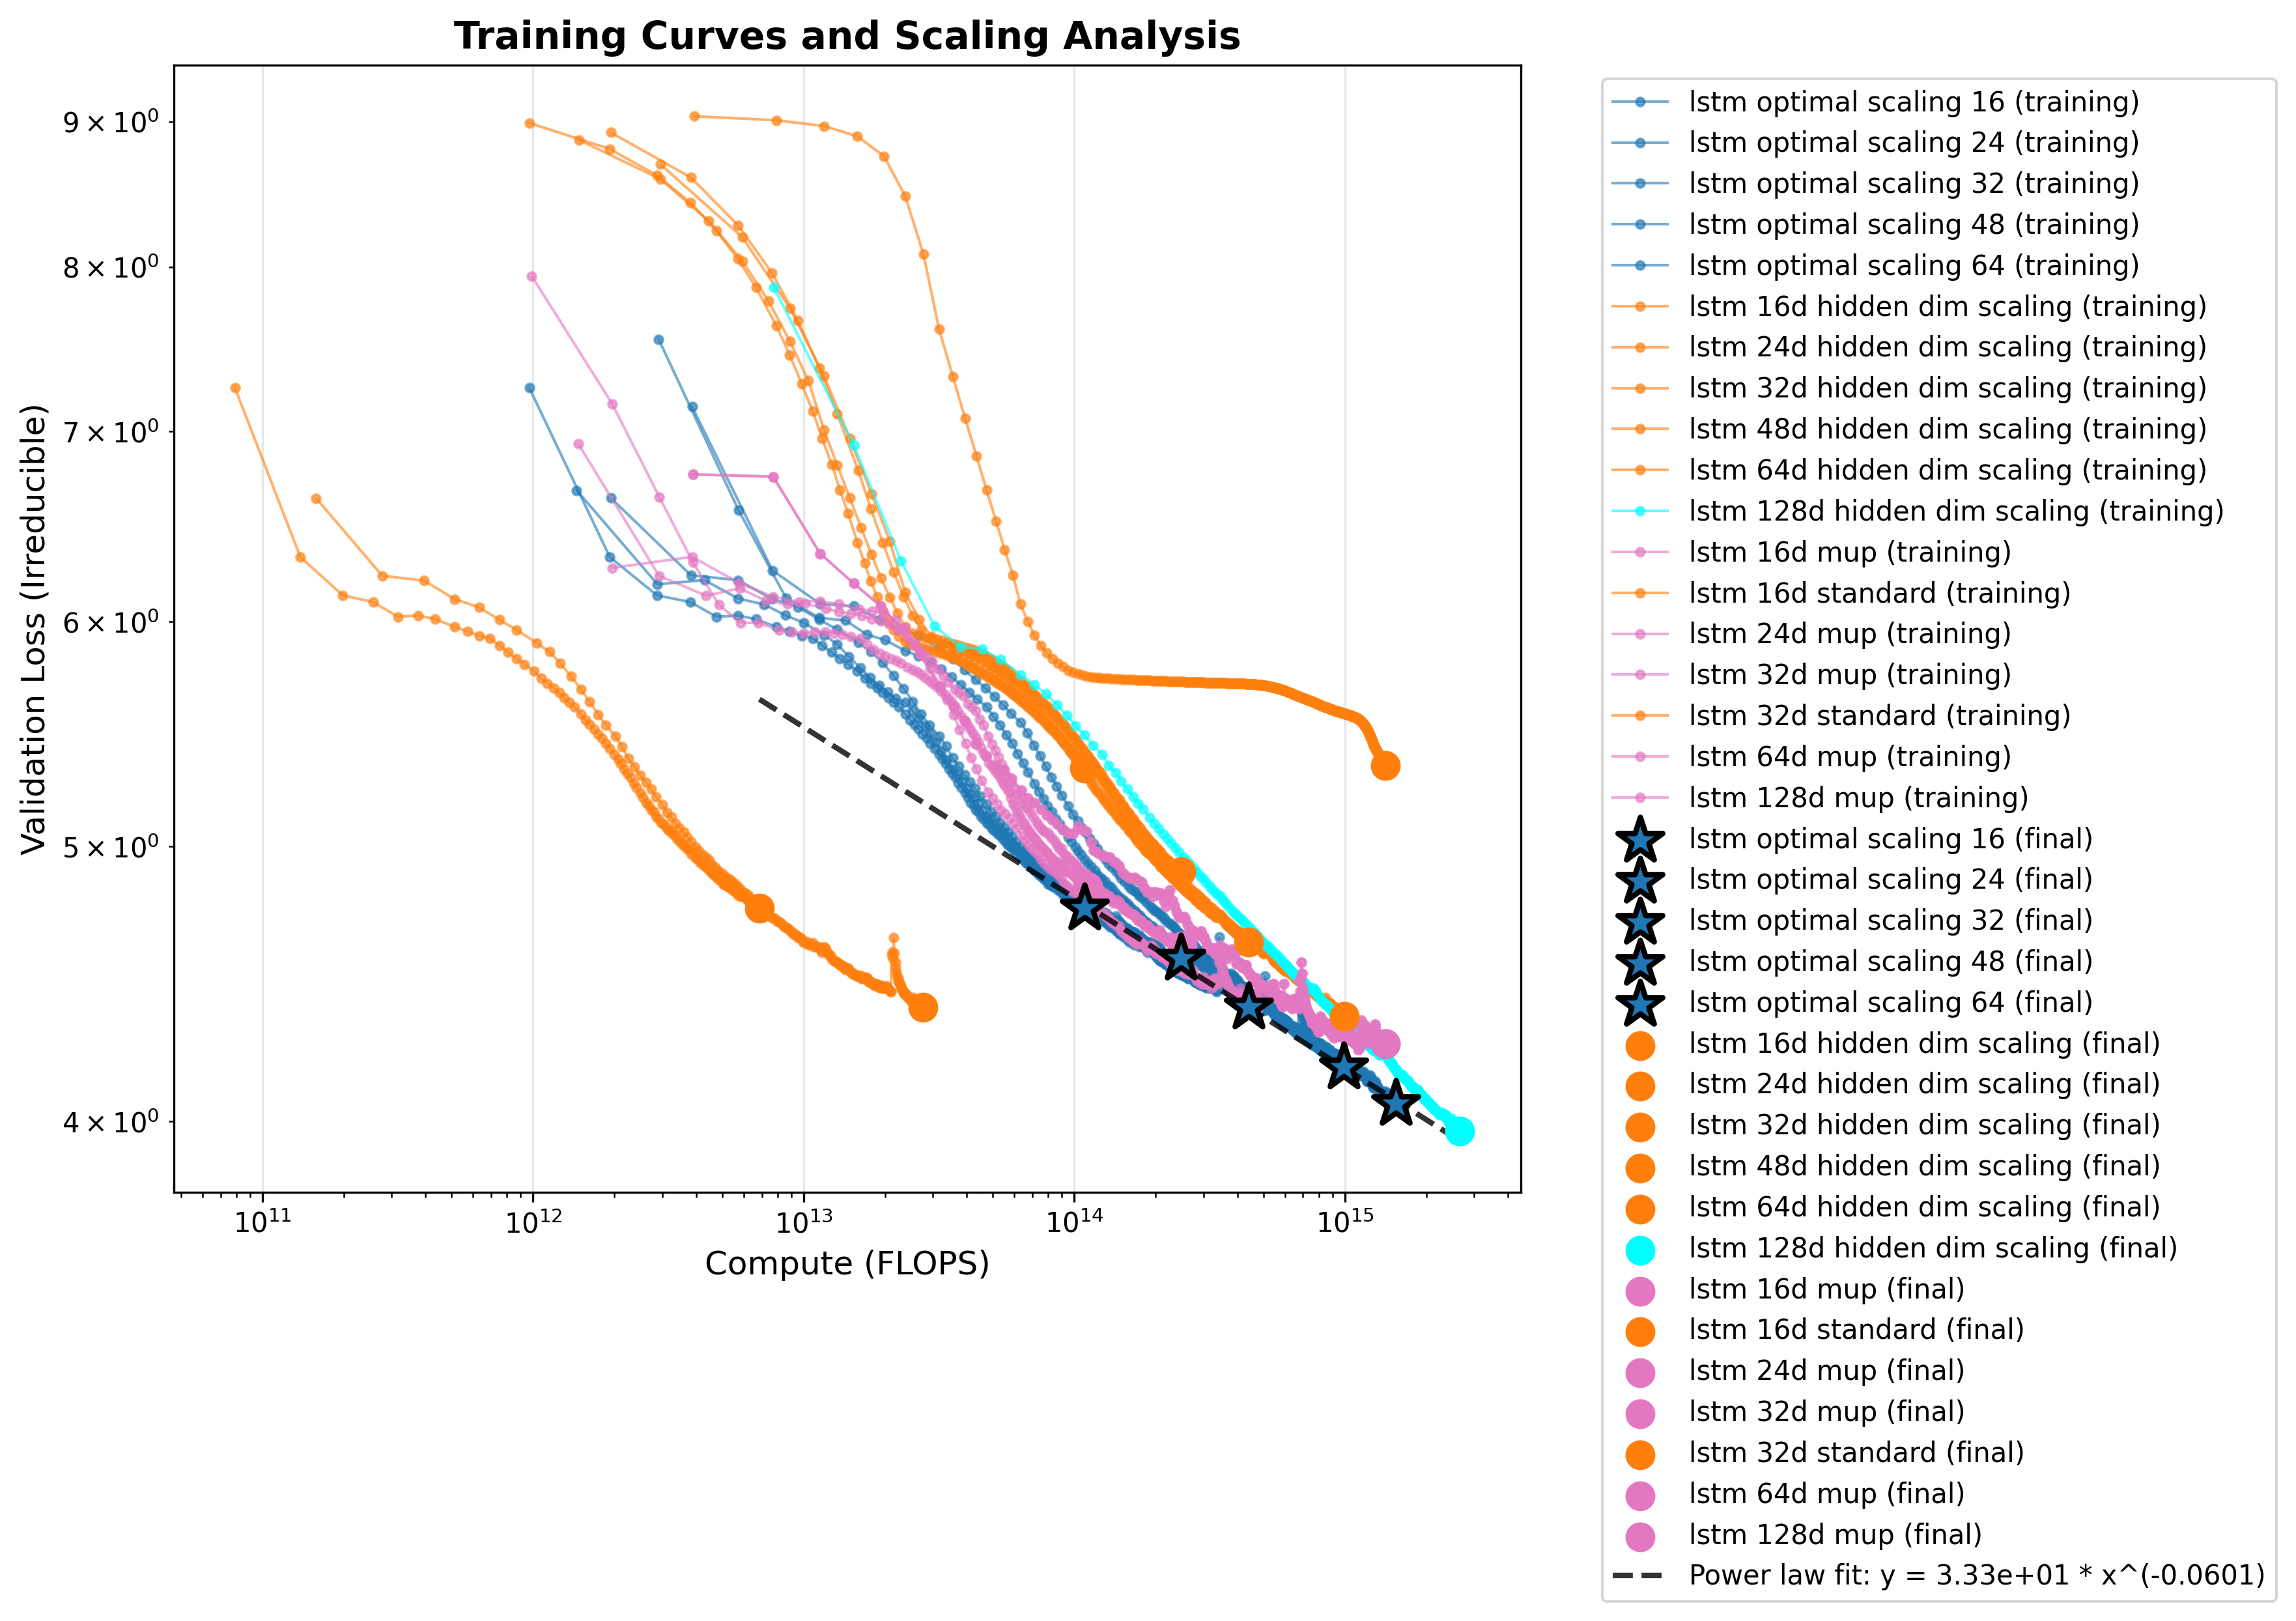 Training Curves and Scaling Analysis
Validation Loss (Irreducible)
9 × 10⁰
8 × 10⁰
7 × 10⁰
6 × 10⁰
5 × 10⁰
4 × 10⁰
10¹¹
10¹²
10¹³
10¹⁴
10¹⁵
Compute (FLOPS)
lstm optimal scaling 16 (training)
lstm optimal scaling 24 (training)
lstm optimal scaling 32 (training)
lstm optimal scaling 48 (training)
lstm optimal scaling 64 (training)
lstm 16d hidden dim scaling (training)
lstm 24d hidden dim scaling (training)
lstm 32d hidden dim scaling (training)
lstm 48d hidden dim scaling (training)
lstm 64d hidden dim scaling (training)
lstm 128d hidden dim scaling (training)
lstm 16d mup (training)
lstm 16d standard (training)
lstm 24d mup (training)
lstm 32d mup (training)
lstm 32d standard (training)
lstm 64d mup (training)
lstm 128d mup (training)
lstm optimal scaling 16 (final)
lstm optimal scaling 24 (final)
lstm optimal scaling 32 (final)
lstm optimal scaling 48 (final)
lstm optimal scaling 64 (final)
lstm 16d hidden dim scaling (final)
lstm 24d hidden dim scaling (final)
lstm 32d hidden dim scaling (final)
lstm 48d hidden dim scaling (final)
lstm 64d hidden dim scaling (final)
lstm 128d hidden dim scaling (final)
lstm 16d mup (final)
lstm 16d standard (final)
lstm 24d mup (final)
lstm 32d mup (final)
lstm 32d standard (final)
lstm 64d mup (final)
lstm 128d mup (final)
Power law fit: y = 3.33e+01 * x^(-0.0601)